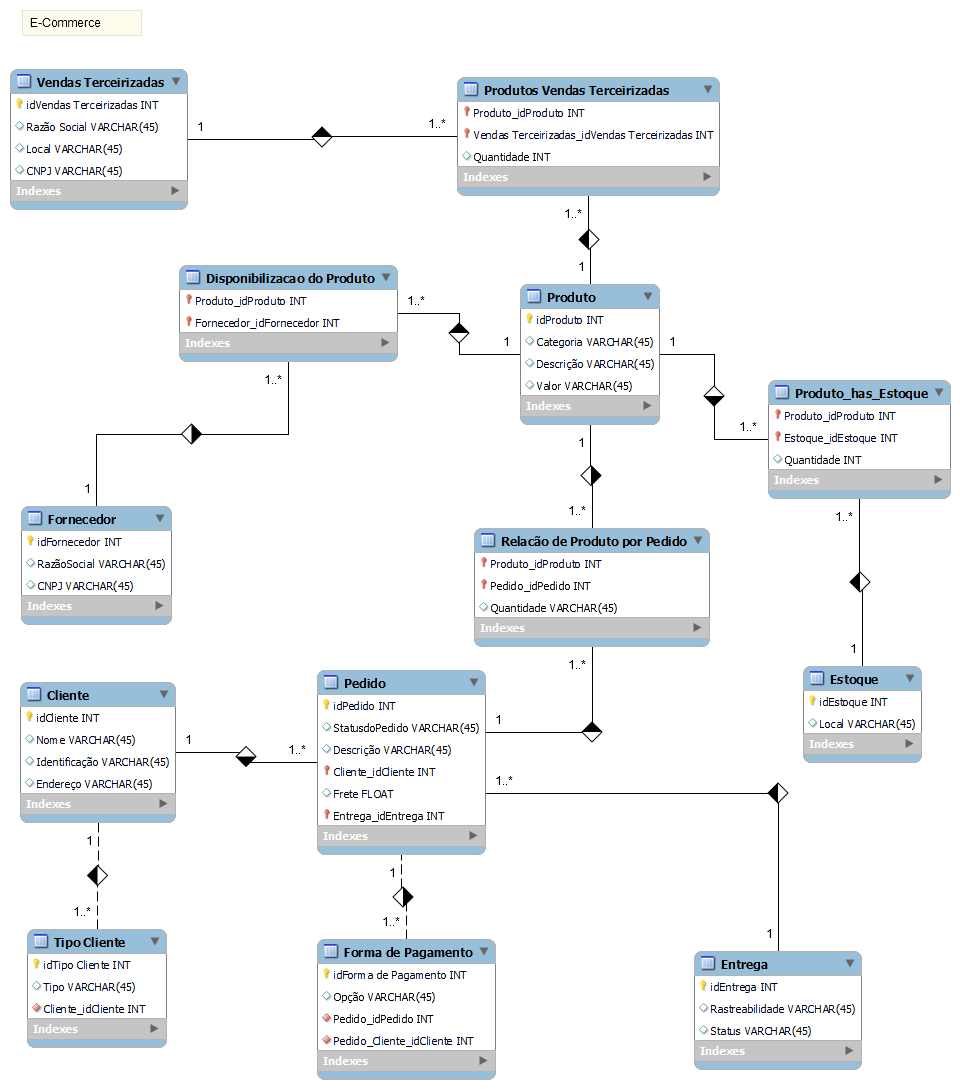 E-Commerce
Vendas Terceirizadas
idVendas Terceirizadas INT
Razão Social VARCHAR(45)
Local VARCHAR(45)
CNPJ VARCHAR(45)
Indexes
1
1..*
Produtos Vendas Terceirizadas
Produto_idProduto INT
Vendas Terceirizadas_idVendas Terceirizadas INT
Quantidade INT
Indexes
1..*
1
Disponibilizacao do Produto
Produto_idProduto INT
Fornecedor_idFornecedor INT
Indexes
1..*
1
1..*
1
Produto
idProduto INT
Categoria VARCHAR(45)
Descrição VARCHAR(45)
Valor VARCHAR(45)
Indexes
1
1..*
Produto_has_Estoque
Produto_idProduto INT
Estoque_idEstoque INT
Quantidade INT
Indexes
1..*
1
Fornecedor
idFornecedor INT
RazãoSocial VARCHAR(45)
CNPJ VARCHAR(45)
Indexes
1
1..*
Relacão de Produto por Pedido
Produto_idProduto INT
Pedido_idPedido INT
Quantidade VARCHAR(45)
Indexes
1..*
1
Estoque
idEstoque INT
Local VARCHAR(45)
Indexes
Cliente
idCliente INT
Nome VARCHAR(45)
Identificação VARCHAR(45)
Endereço VARCHAR(45)
Indexes
1
1..*
Pedido
idPedido INT
StatusdoPedido VARCHAR(45)
Descrição VARCHAR(45)
Cliente_idCliente INT
Frete FLOAT
Entrega_idEntrega INT
Indexes
1..*
1
1
1..*
1
1..*
Tipo Cliente
idTipo Cliente INT
Tipo VARCHAR(45)
Cliente_idCliente INT
Indexes
Forma de Pagamento
idForma de Pagamento INT
Opção VARCHAR(45)
Pedido_idPedido INT
Pedido_Cliente_idCliente INT
Indexes
Entrega
idEntrega INT
Rastreabilidade VARCHAR(45)
Status VARCHAR(45)
Indexes